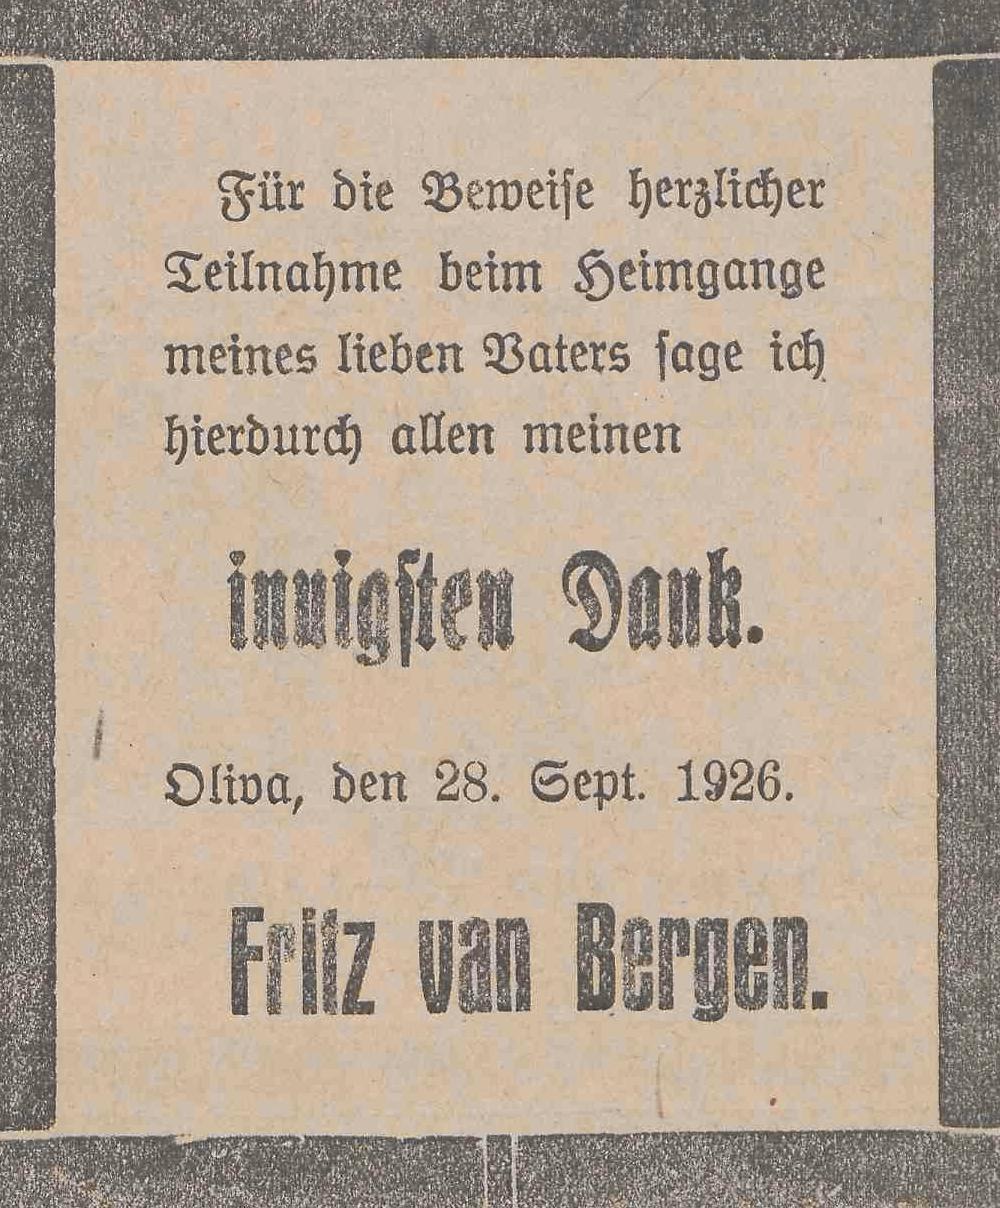 Für die Beweise herzlicher
Teilnahme beim Heimgange
meines lieben Vaters sage ich
hierdurch allen meinen
innigsten Dank.
Oliva, den 28. Sept. 1926.
Fritz van Bergen.